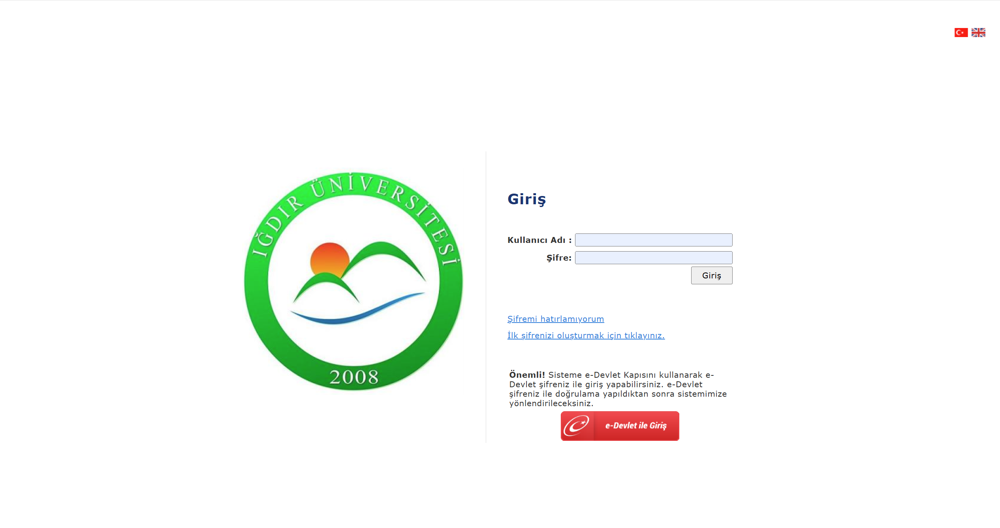 IĞDIR ÜNİVERSİTESİ
2008
Giriş
Kullanıcı Adı :
Şifre:
Giriş
Şifremi hatırlamıyorum
İlk şifrenizi oluşturmak için tıklayınız.
Önemli! Sisteme e-Devlet Kapısını kullanarak e-
Devlet şifreniz ile giriş yapabilirsiniz. e-Devlet
şifreniz ile doğrulama yapıldıktan sonra sistemimize
yönlendirileceksiniz.
e-Devlet ile Giriş